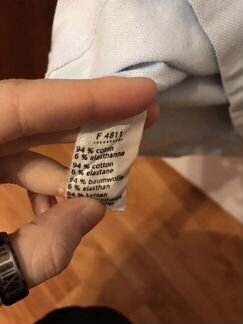 F 4811
94 % coton
6 % elasthanne
94 % cotton
6 % elastane
94 % baumwolle
6 % elasthan
94 % katoen